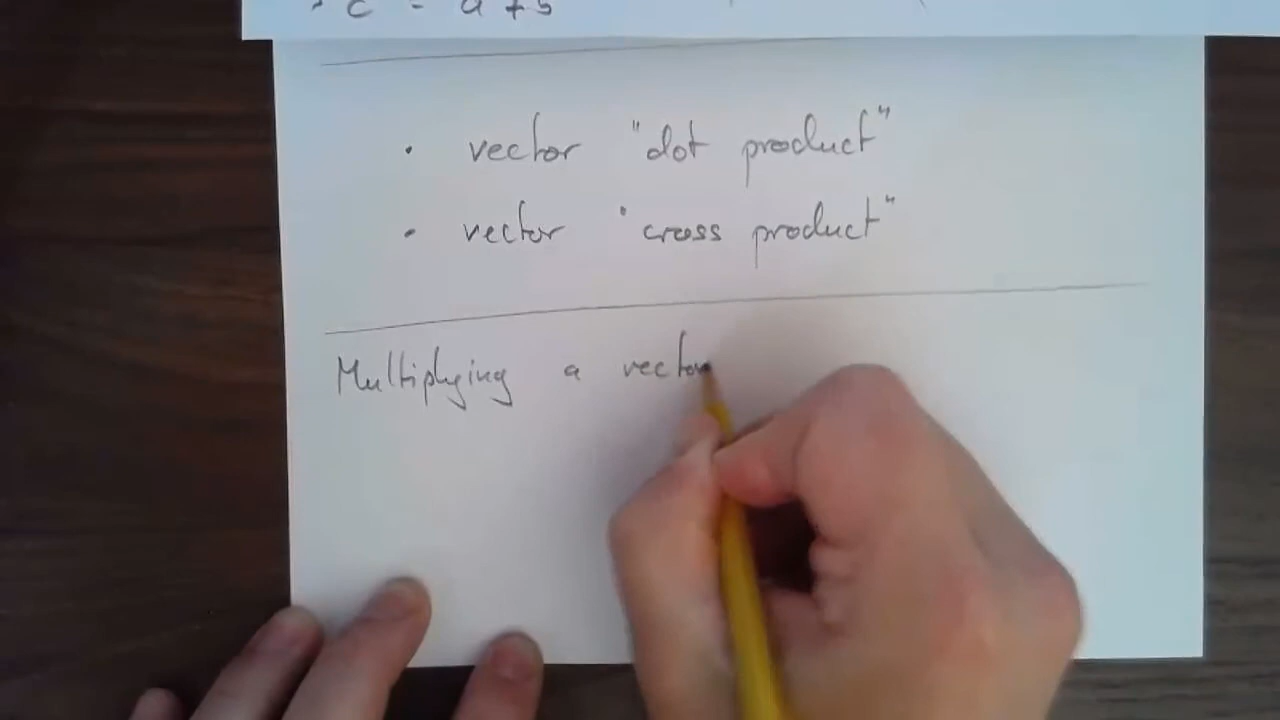 • c = a + b
• vector "dot product"
• vector "cross product"
Multiplying a vector